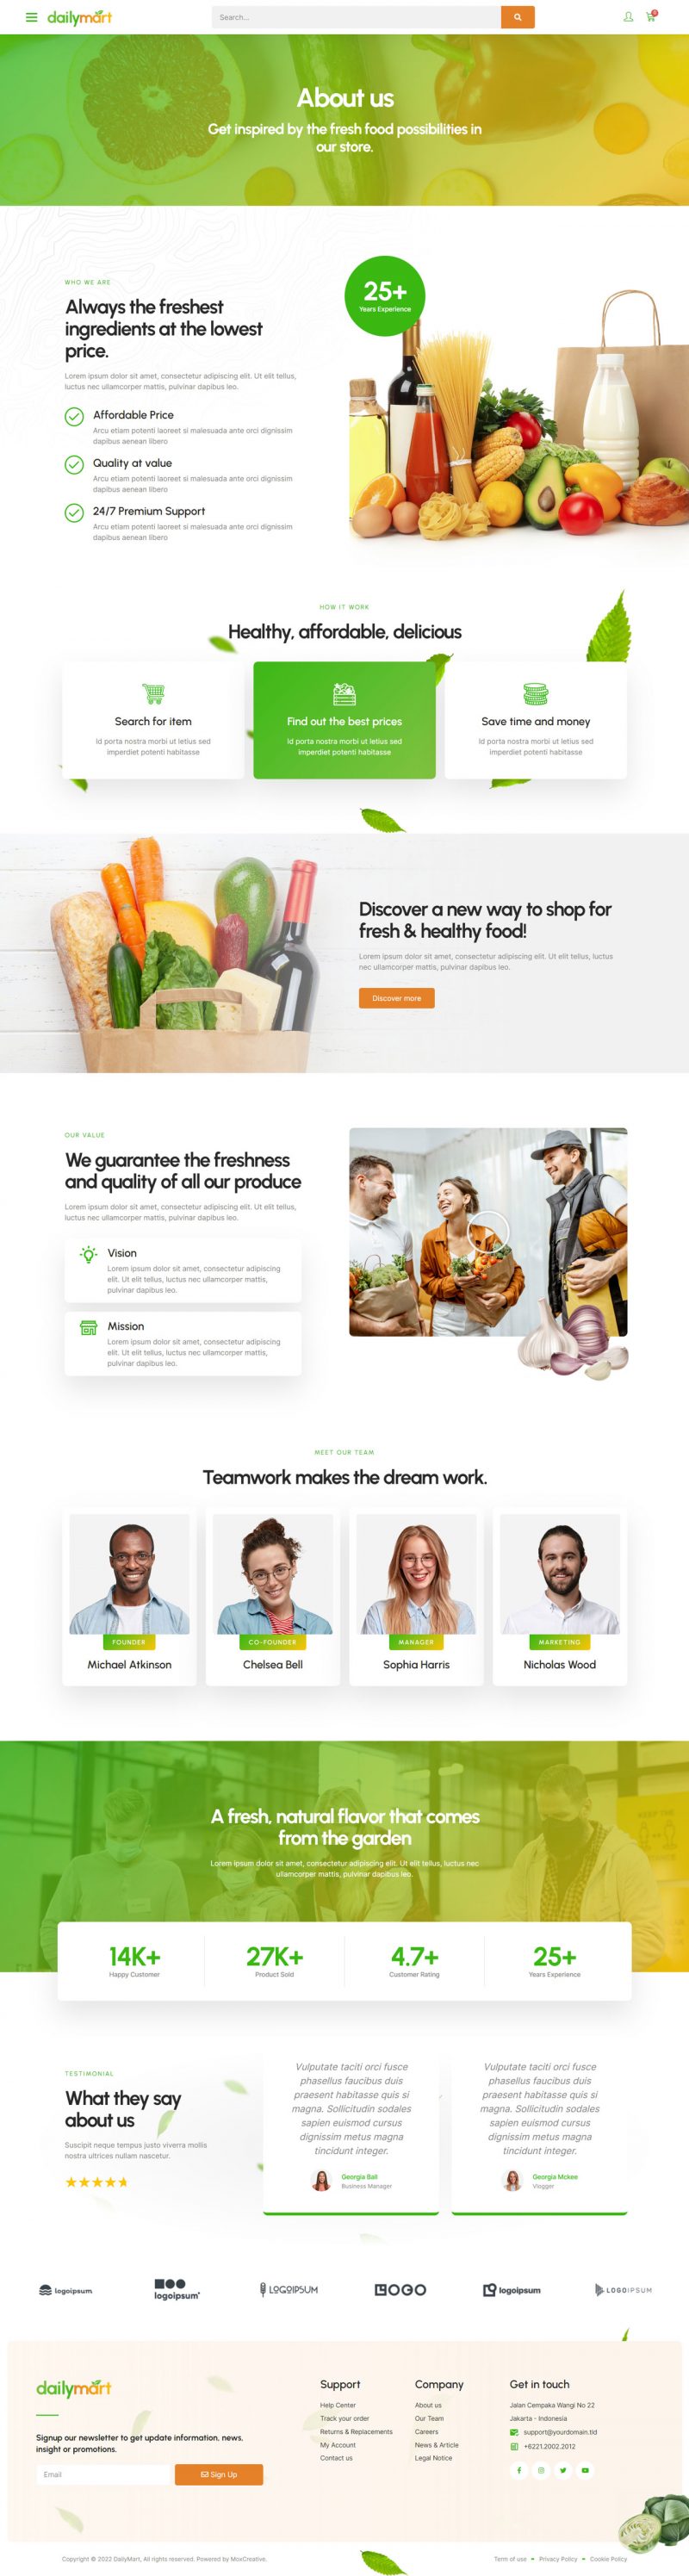 dailymart
Search...
0
About us
Get inspired by the fresh food possibilities in
our store.
WHO WE ARE
Always the freshest
ingredients at the lowest
price.
Lorem ipsum dolor sit amet, consectetur adipiscing elit. Ut elit tellus,
luctus nec ullamcorper mattis, pulvinar dapibus leo.
Affordable Price
Arcu etiam potenti laoreet si malesuada ante orci dignissim
dapibus aenean libero
Quality at value
Arcu etiam potenti laoreet si malesuada ante orci dignissim
dapibus aenean libero
24/7 Premium Support
Arcu etiam potenti laoreet si malesuada ante orci dignissim
dapibus aenean libero
25+
Years Experience
HOW IT WORK
Healthy, affordable, delicious
Search for item
Id porta nostra morbi ut letius sed
imperdiet potenti habitasse
Find out the best prices
Id porta nostra morbi ut letius sed
imperdiet potenti habitasse
Save time and money
Id porta nostra morbi ut letius sed
imperdiet potenti habitasse
Discover a new way to shop for
fresh & healthy food!
Lorem ipsum dolor sit amet, consectetur adipiscing elit. Ut elit tellus, luctus
nec ullamcorper mattis, pulvinar dapibus leo.
Discover more
OUR VALUE
We guarantee the freshness
and quality of all our produce
Lorem ipsum dolor sit amet, consectetur adipiscing elit. Ut elit tellus,
luctus nec ullamcorper mattis, pulvinar dapibus leo.
Vision
Lorem ipsum dolor sit amet, consectetur adipiscing
elit. Ut elit tellus, luctus nec ullamcorper mattis,
pulvinar dapibus leo.
Mission
Lorem ipsum dolor sit amet, consectetur adipiscing
elit. Ut elit tellus, luctus nec ullamcorper mattis,
pulvinar dapibus leo.
MEET OUR TEAM
Teamwork makes the dream work.
FOUNDER
Michael Atkinson
CO-FOUNDER
Chelsea Bell
MANAGER
Sophia Harris
MARKETING
Nicholas Wood
A fresh, natural flavor that comes
from the garden
Lorem ipsum dolor sit amet, consectetur adipiscing elit. Ut elit tellus, luctus nec
ullamcorper mattis, pulvinar dapibus leo.
14K+
Happy Customer
27K+
Product Sold
4.7+
Customer Rating
25+
Years Experience
TESTIMONIAL
What they say
about us
Suscipit neque tempus justo viverra mollis
nostra ultrices nullam nascetur.
Vulputate taciti orci fusce
phasellus faucibus duis
praesent habitasse quis si
magna. Sollicitudin sodales
sapien euismod cursus
dignissim metus magna
tincidunt integer.
Georgia Ball
Business Manager
Vulputate taciti orci fusce
phasellus faucibus duis
praesent habitasse quis si
magna. Sollicitudin sodales
sapien euismod cursus
dignissim metus magna
tincidunt integer.
Georgia Mckee
Vlogger
logoipsum
logoipsum
LOGOIPSUM
LOGO
logoipsum
LOGOIPSUM
dailymart
Signup our newsletter to get update information, news,
insight or promotions.
Email
Sign Up
Support
Help Center
Track your order
Returns & Replacements
My Account
Contact us
Company
About us
Our Team
Careers
News & Article
Legal Notice
Get in touch
Jalan Cempaka Wangi No 22
Jakarta - Indonesia
support@yourdomain.tld
+6221.2002.2012
Copyright © 2022 DailyMart, All rights reserved. Powered by MoxCreative.
Term of use
Privacy Policy
Cookie Policy